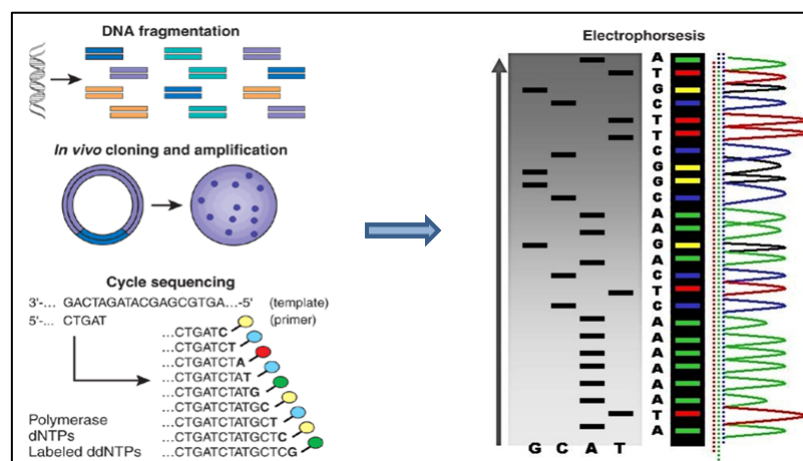 DNA fragmentation
In vivo cloning and amplification
Cycle sequencing
3'-... GACTAGATACGAGCGTGA...-5' (template)
5'-... CTGAT (primer)
...CTGATC
...CTGATCT
...CTGATCTA
...CTGATCTAT
...CTGATCTATG
...CTGATCTATGC
...CTGATCTATGCT
...CTGATCTATGCTC
...CTGATCTATGCTCG
Polymerase
dNTPs
Labeled ddNTPs
Electrophorsesis
A
T
G
C
T
T
C
G
G
C
A
A
G
A
C
T
C
A
A
A
A
A
A
T
A
G C A T